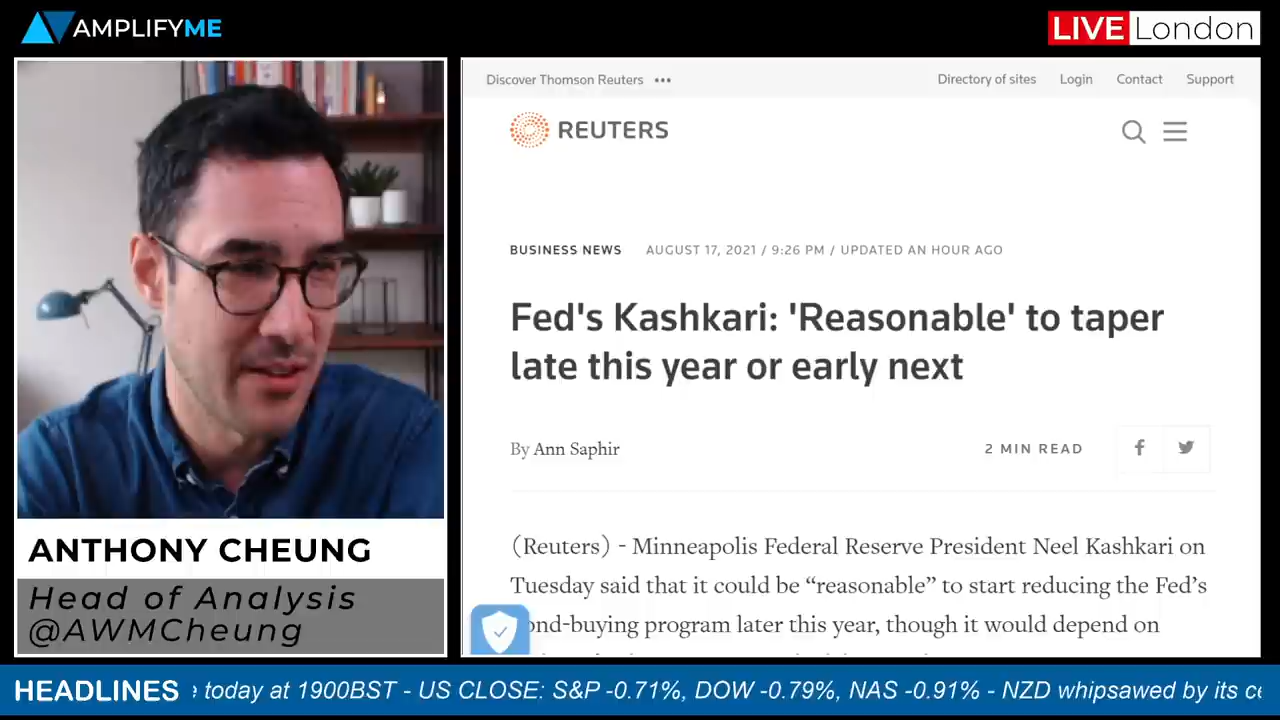 AMPLIFYME
LIVE London
Discover Thomson Reuters •••
Directory of sites Login Contact Support
REUTERS
BUSINESS NEWS AUGUST 17, 2021 / 9:26 PM / UPDATED AN HOUR AGO
Fed's Kashkari: 'Reasonable' to taper
late this year or early next
By Ann Saphir
2 MIN READ
(Reuters) - Minneapolis Federal Reserve President Neel Kashkari on
Tuesday said that it could be “reasonable” to start reducing the Fed’s
ond-buying program later this year, though it would depend on
ANTHONY CHEUNG
Head of Analysis
@AWMCheung
HEADLINES today at 1900BST - US CLOSE: S&P -0.71%, DOW -0.79%, NAS -0.91% - NZD whipsawed by its